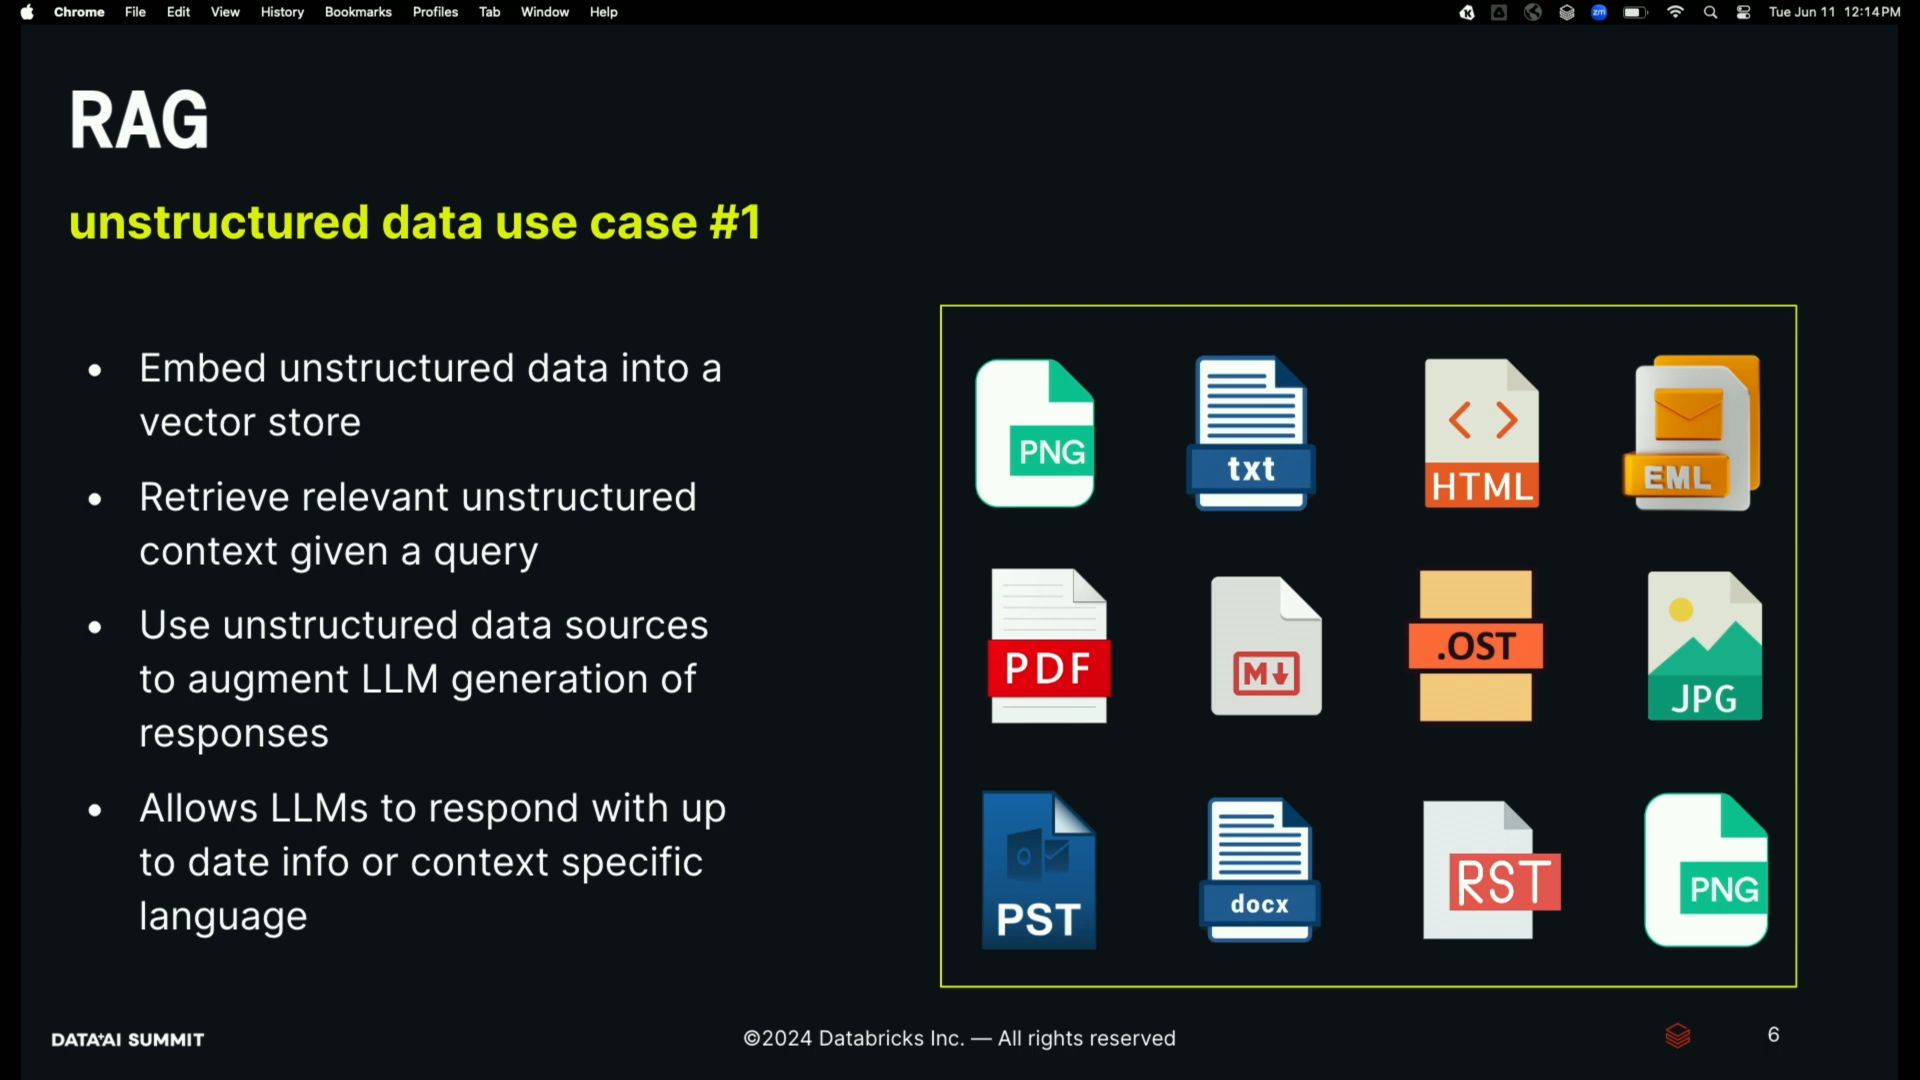 Chrome File Edit View History Bookmarks Profiles Tab Window Help
zm
Tue Jun 11 12:14 PM
RAG
unstructured data use case #1
• Embed unstructured data into a
vector store
• Retrieve relevant unstructured
context given a query
• Use unstructured data sources
to augment LLM generation of
responses
• Allows LLMs to respond with up
to date info or context specific
language
PNG
txt
HTML
EML
PDF
M
.OST
JPG
PST
docx
RST
PNG
DATA+AI SUMMIT
©2024 Databricks Inc. — All rights reserved
6